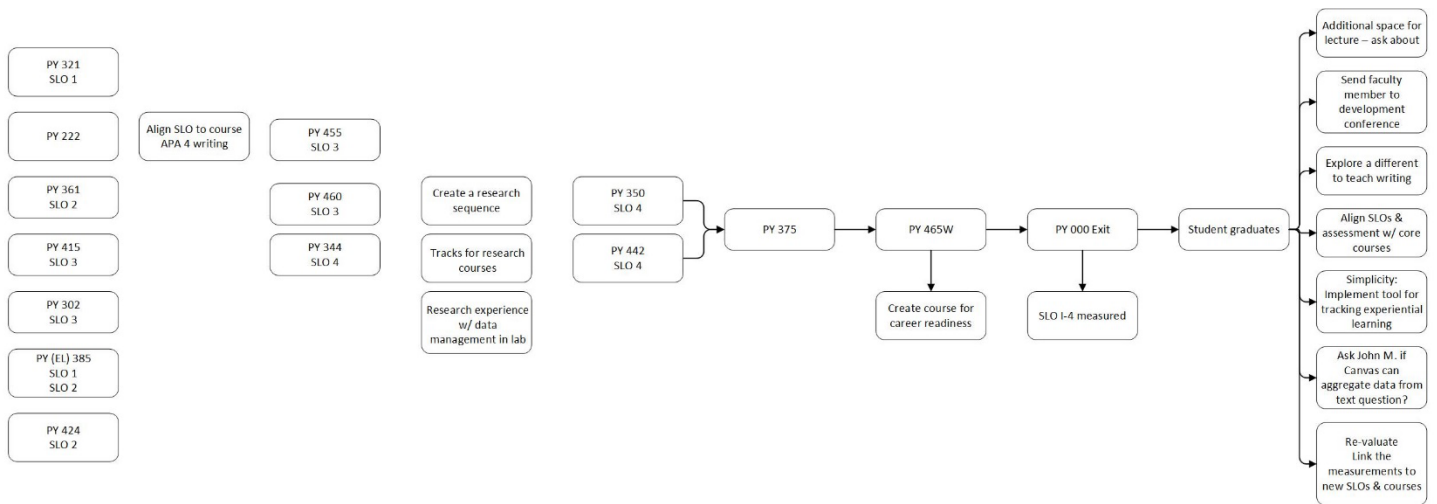 PY 321
SLO 1
PY 222
PY 361
SLO 2
PY 415
SLO 3
PY 302
SLO 3
PY (EL) 385
SLO 1
SLO 2
PY 424
SLO 2
Align SLO to course
APA 4 writing
PY 455
SLO 3
PY 460
SLO 3
PY 344
SLO 4
Create a research
sequence
Tracks for research
courses
Research experience
w/ data
management in lab
PY 350
SLO 4
PY 442
SLO 4
PY 375
PY 465W
Create course for
career readiness
PY 000 Exit
SLO I-4 measured
Student graduates
Additional space for
lecture – ask about
Send faculty
member to
development
conference
Explore a different
to teach writing
Align SLOs &
assessment w/ core
courses
Simplicity:
Implement tool for
tracking experiential
learning
Ask John M. if
Canvas can
aggregate data from
text question?
Re-valuate
Link the
measurements to
new SLOs & courses